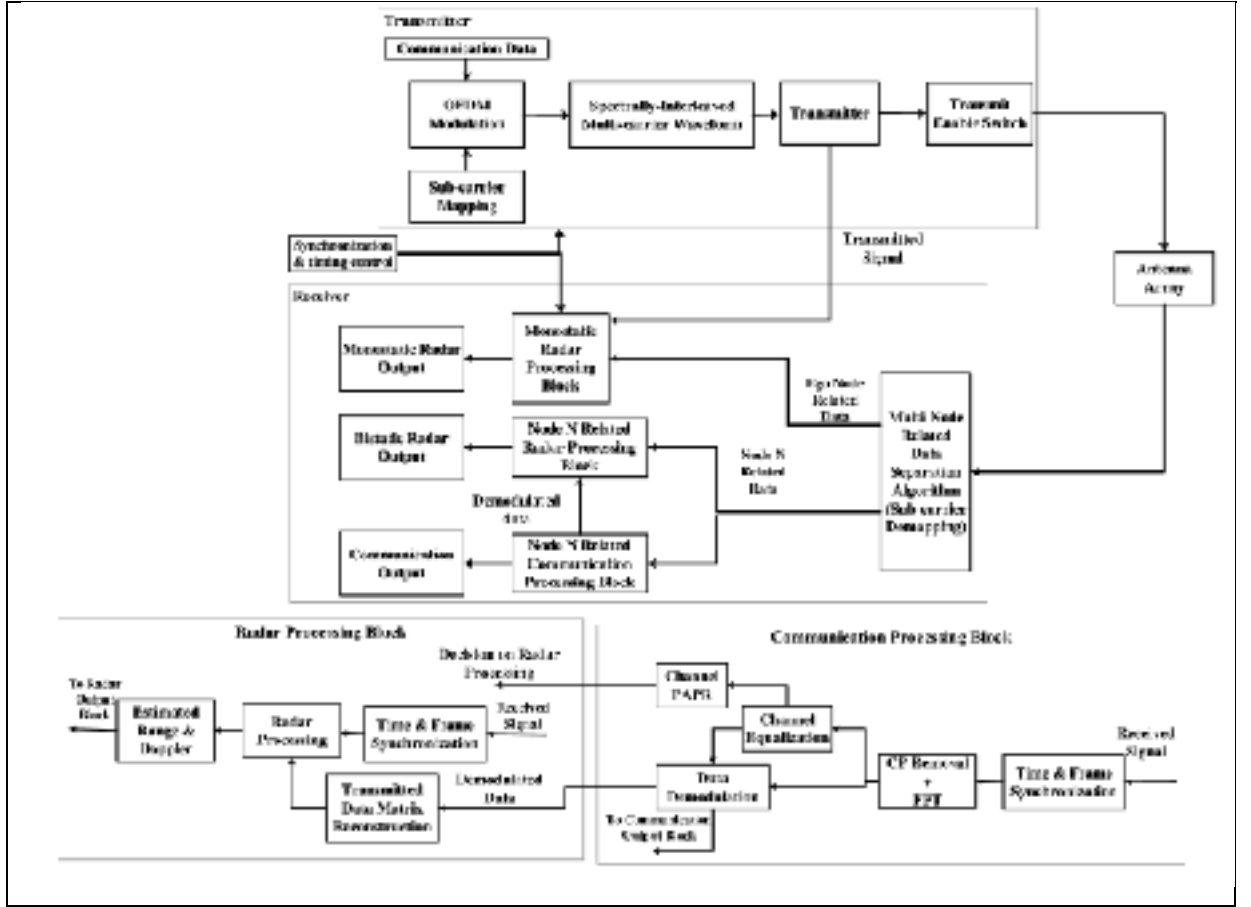 Transmitter
Communication Data
OFDM
Modulation
Spectrally-Interleaved
Multi-carrier Waveform
Transmitter
Transmit
Enable Switch
Sub-carrier
Mapping
Synchronization
& timing control
Transmitted
Signal
Antenna
Array
Receiver
Monostatic Radar
Output
Monostatic
Radar
Processing
Block
Ego Node
Related
Data
Multi Node
Related
Data
Separation
Algorithm
(Sub-carrier
Demapping)
Bistatic Radar
Output
Node N Related
Radar Processing
Block
Node N
Related
Data
Demodulated
data
Communication
Output
Node N Related
Communication
Processing Block
Radar Processing Block
Decision on Radar
Processing
To Radar
Output
Block
Estimated
Range &
Doppler
Radar
Processing
Time & Frame
Synchronization
Received
Signal
Transmitted
Data Matrix
Reconstruction
Demodulated
Data
Communication Processing Block
Channel
PAPR
Channel
Equalization
Data
Demodulation
To Communication
Output Block
CP Removal
+
FFT
Time & Frame
Synchronization
Received
Signal